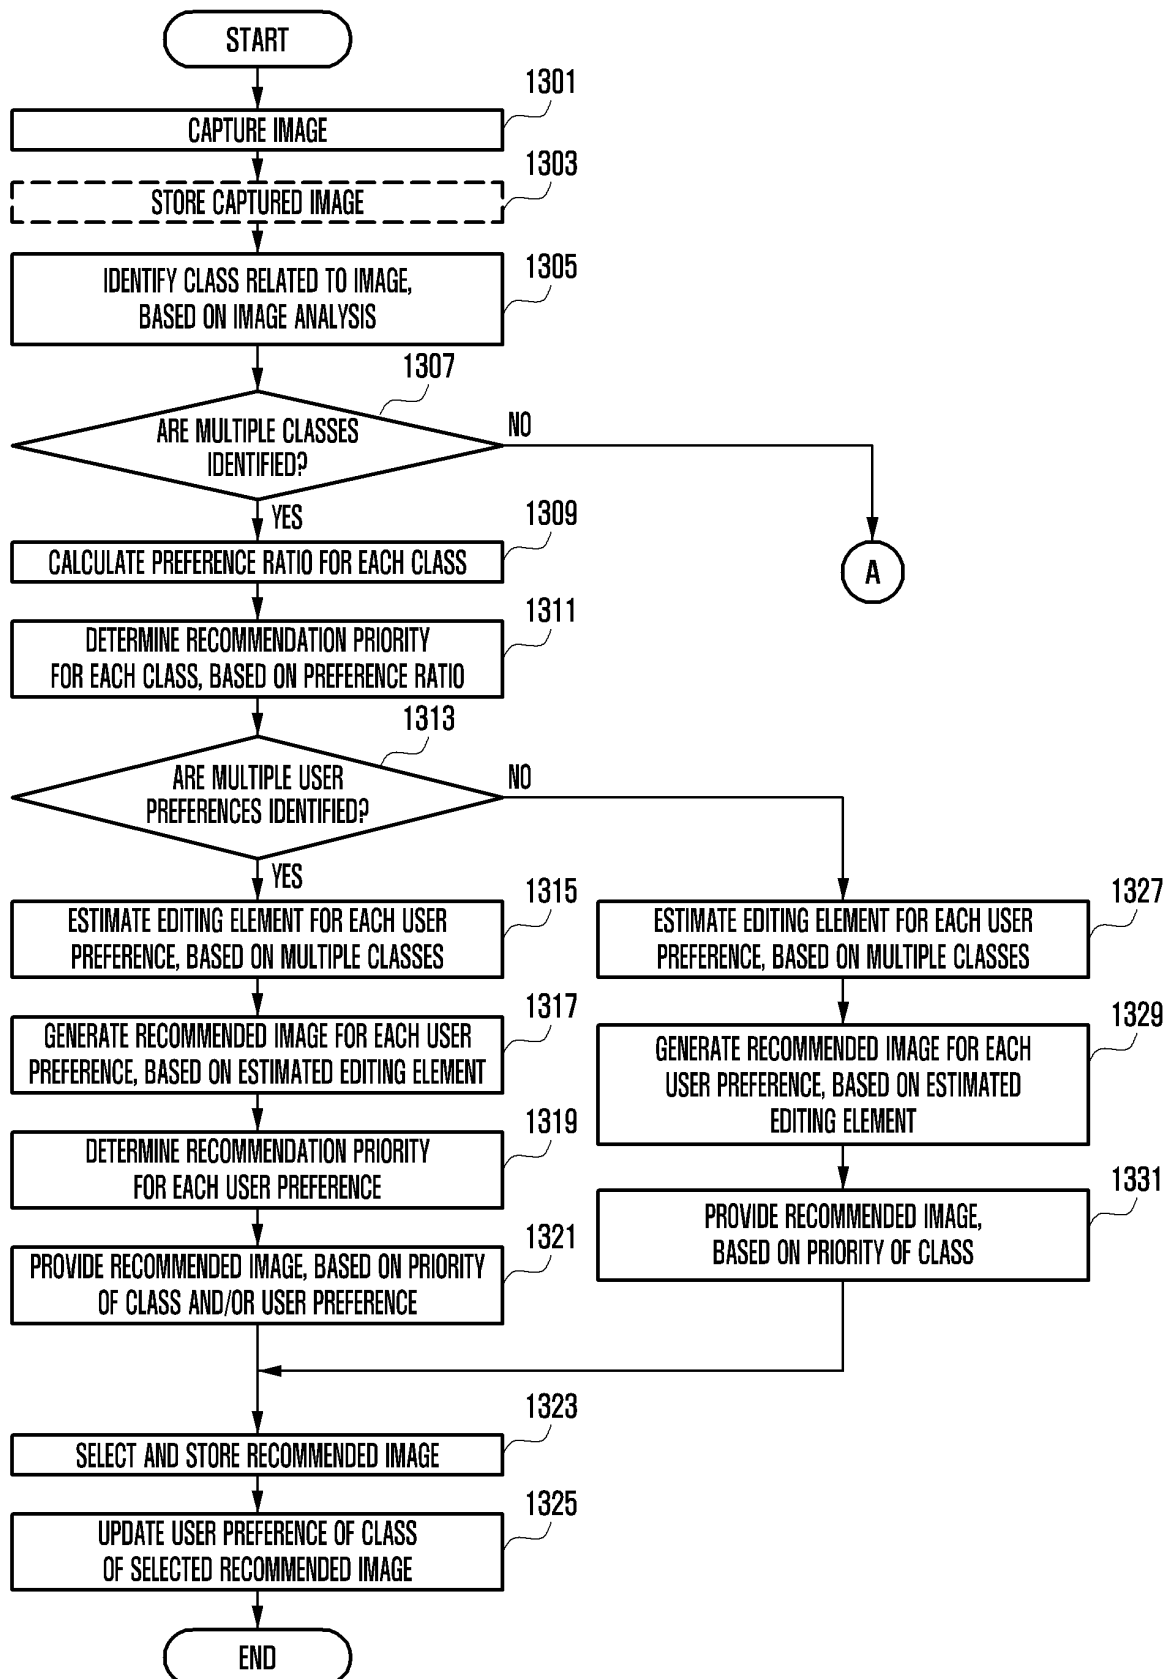 START
1301
CAPTURE IMAGE
1303
STORE CAPTURED IMAGE
1305
IDENTIFY CLASS RELATED TO IMAGE,
BASED ON IMAGE ANALYSIS
1307
ARE MULTIPLE CLASSES
IDENTIFIED?
NO
A
YES
1309
CALCULATE PREFERENCE RATIO FOR EACH CLASS
1311
DETERMINE RECOMMENDATION PRIORITY
FOR EACH CLASS, BASED ON PREFERENCE RATIO
1313
ARE MULTIPLE USER
PREFERENCES IDENTIFIED?
NO
YES
1315
ESTIMATE EDITING ELEMENT FOR EACH USER
PREFERENCE, BASED ON MULTIPLE CLASSES
1317
GENERATE RECOMMENDED IMAGE FOR EACH USER
PREFERENCE, BASED ON ESTIMATED EDITING ELEMENT
1319
DETERMINE RECOMMENDATION PRIORITY
FOR EACH USER PREFERENCE
1321
PROVIDE RECOMMENDED IMAGE, BASED ON PRIORITY
OF CLASS AND/OR USER PREFERENCE
1327
ESTIMATE EDITING ELEMENT FOR EACH USER
PREFERENCE, BASED ON MULTIPLE CLASSES
1329
GENERATE RECOMMENDED IMAGE FOR EACH
USER PREFERENCE, BASED ON ESTIMATED
EDITING ELEMENT
1331
PROVIDE RECOMMENDED IMAGE,
BASED ON PRIORITY OF CLASS
1323
SELECT AND STORE RECOMMENDED IMAGE
1325
UPDATE USER PREFERENCE OF CLASS
OF SELECTED RECOMMENDED IMAGE
END